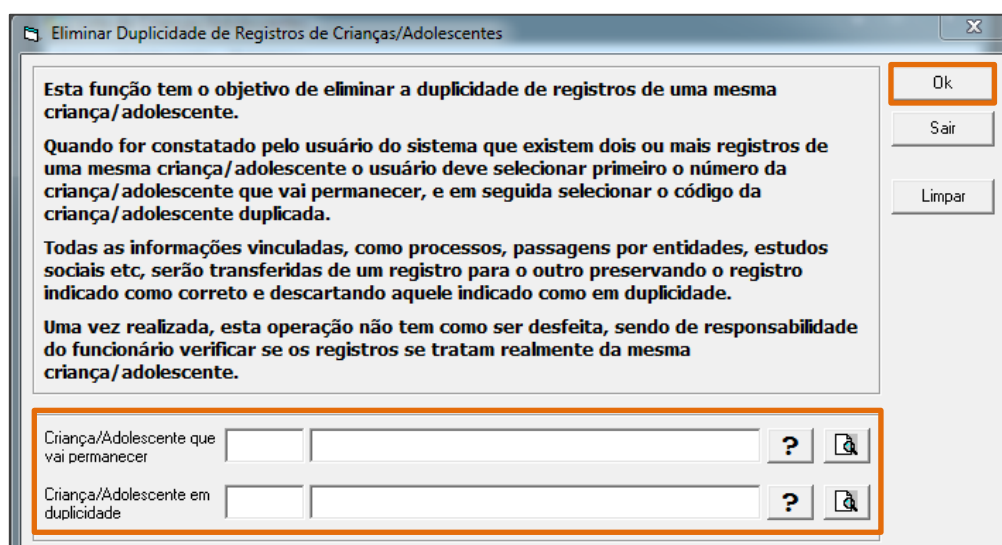 Eliminar Duplicidade de Registros de Crianças/Adolescentes
Esta função tem o objetivo de eliminar a duplicidade de registros de uma mesma
criança/adolescente.
Quando for constatado pelo usuário do sistema que existem dois ou mais registros de
uma mesma criança/adolescente o usuário deve selecionar primeiro o número da
criança/adolescente que vai permanecer, e em seguida selecionar o código da
criança/adolescente duplicada.
Todas as informações vinculadas, como processos, passagens por entidades, estudos
sociais etc, serão transferidas de um registro para o outro preservando o registro
indicado como correto e descartando aquele indicado como em duplicidade.
Uma vez realizada, esta operação não tem como ser desfeita, sendo de responsabilidade
do funcionário verificar se os registros se tratam realmente da mesma
criança/adolescente.
Ok
Sair
Limpar
Criança/Adolescente que
vai permanecer
?
Criança/Adolescente em
duplicidade
?